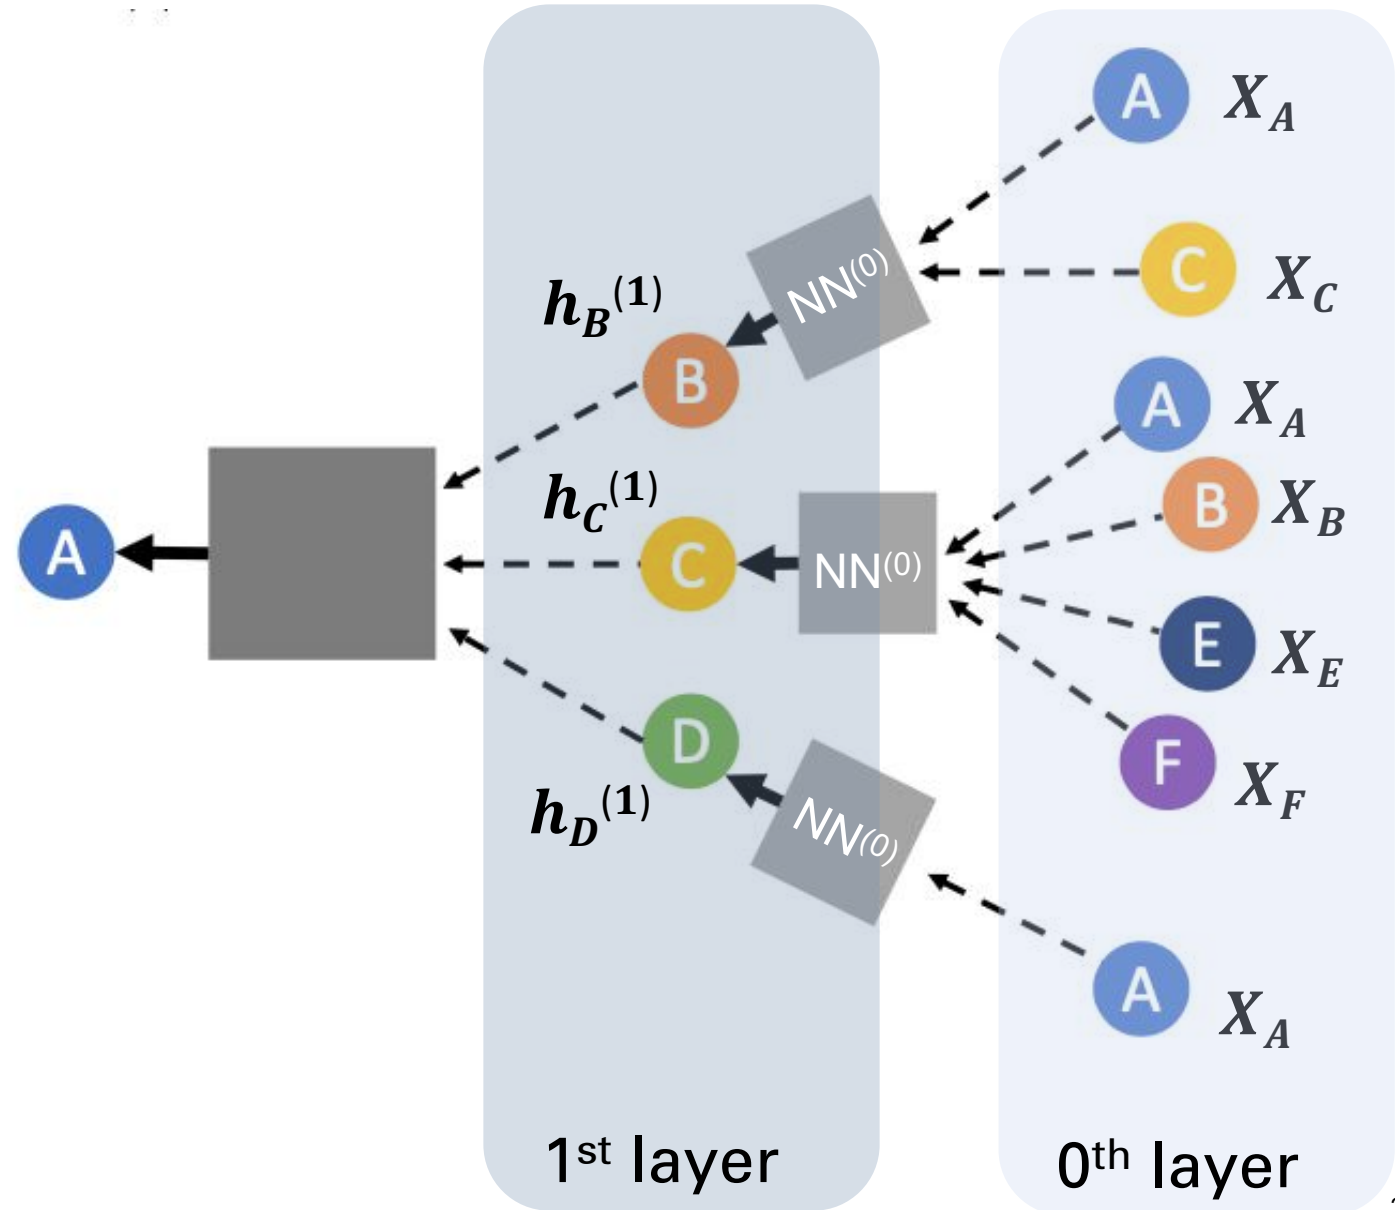 A
X_A
C
X_C
NN^(0)
h_B^(1)
B
A
X_A
B
X_B
h_C^(1)
A
C
NN^(0)
E
X_E
D
F
X_F
h_D^(1)
NN^(0)
A
X_A
1st layer
0th layer